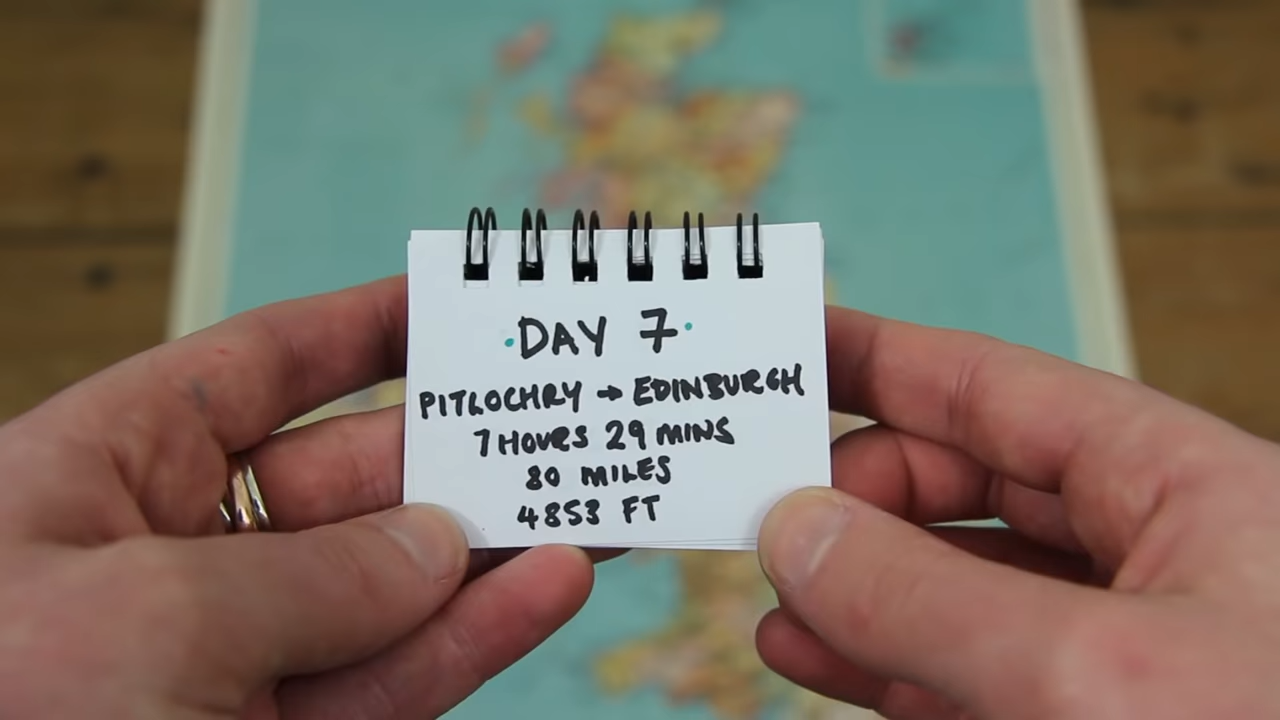 DAY 7
PITLOCHRY → EDINBURGH
7 HOURS 29 MINS
80 MILES
4853 FT